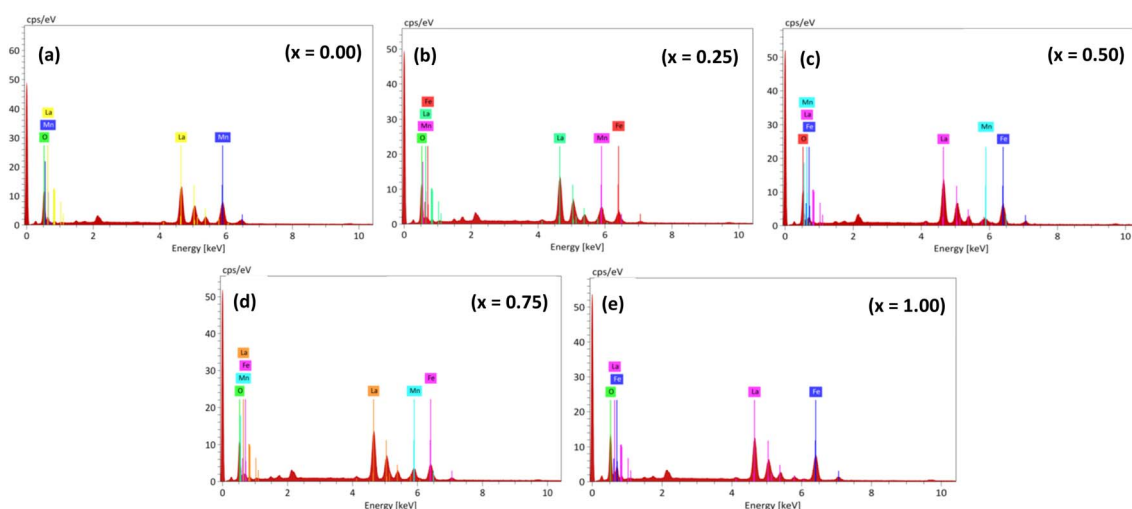 cps/eV
(a)
(x = 0.00)
60
50
40
30
20
10
0
La
Mn
O
La
Mn
0 2 4 6 8 10
Energy [keV]
cps/eV
(b)
(x = 0.25)
50
40
30
20
10
0
Fe
La
Mn
O
La
Mn
Fe
0 2 4 6 8 10
Energy [keV]
cps/eV
(c)
(x = 0.50)
50
40
30
20
10
0
Mn
La
Fe
O
La
Mn
Fe
0 2 4 6 8 10
Energy [keV]
cps/eV
(d)
(x = 0.75)
50
40
30
20
10
0
La
Fe
Mn
O
La
Mn
Fe
0 2 4 6 8 10
Energy [keV]
cps/eV
(e)
(x = 1.00)
50
40
30
20
10
0
La
Fe
O
La
Fe
0 2 4 6 8 10
Energy [keV]